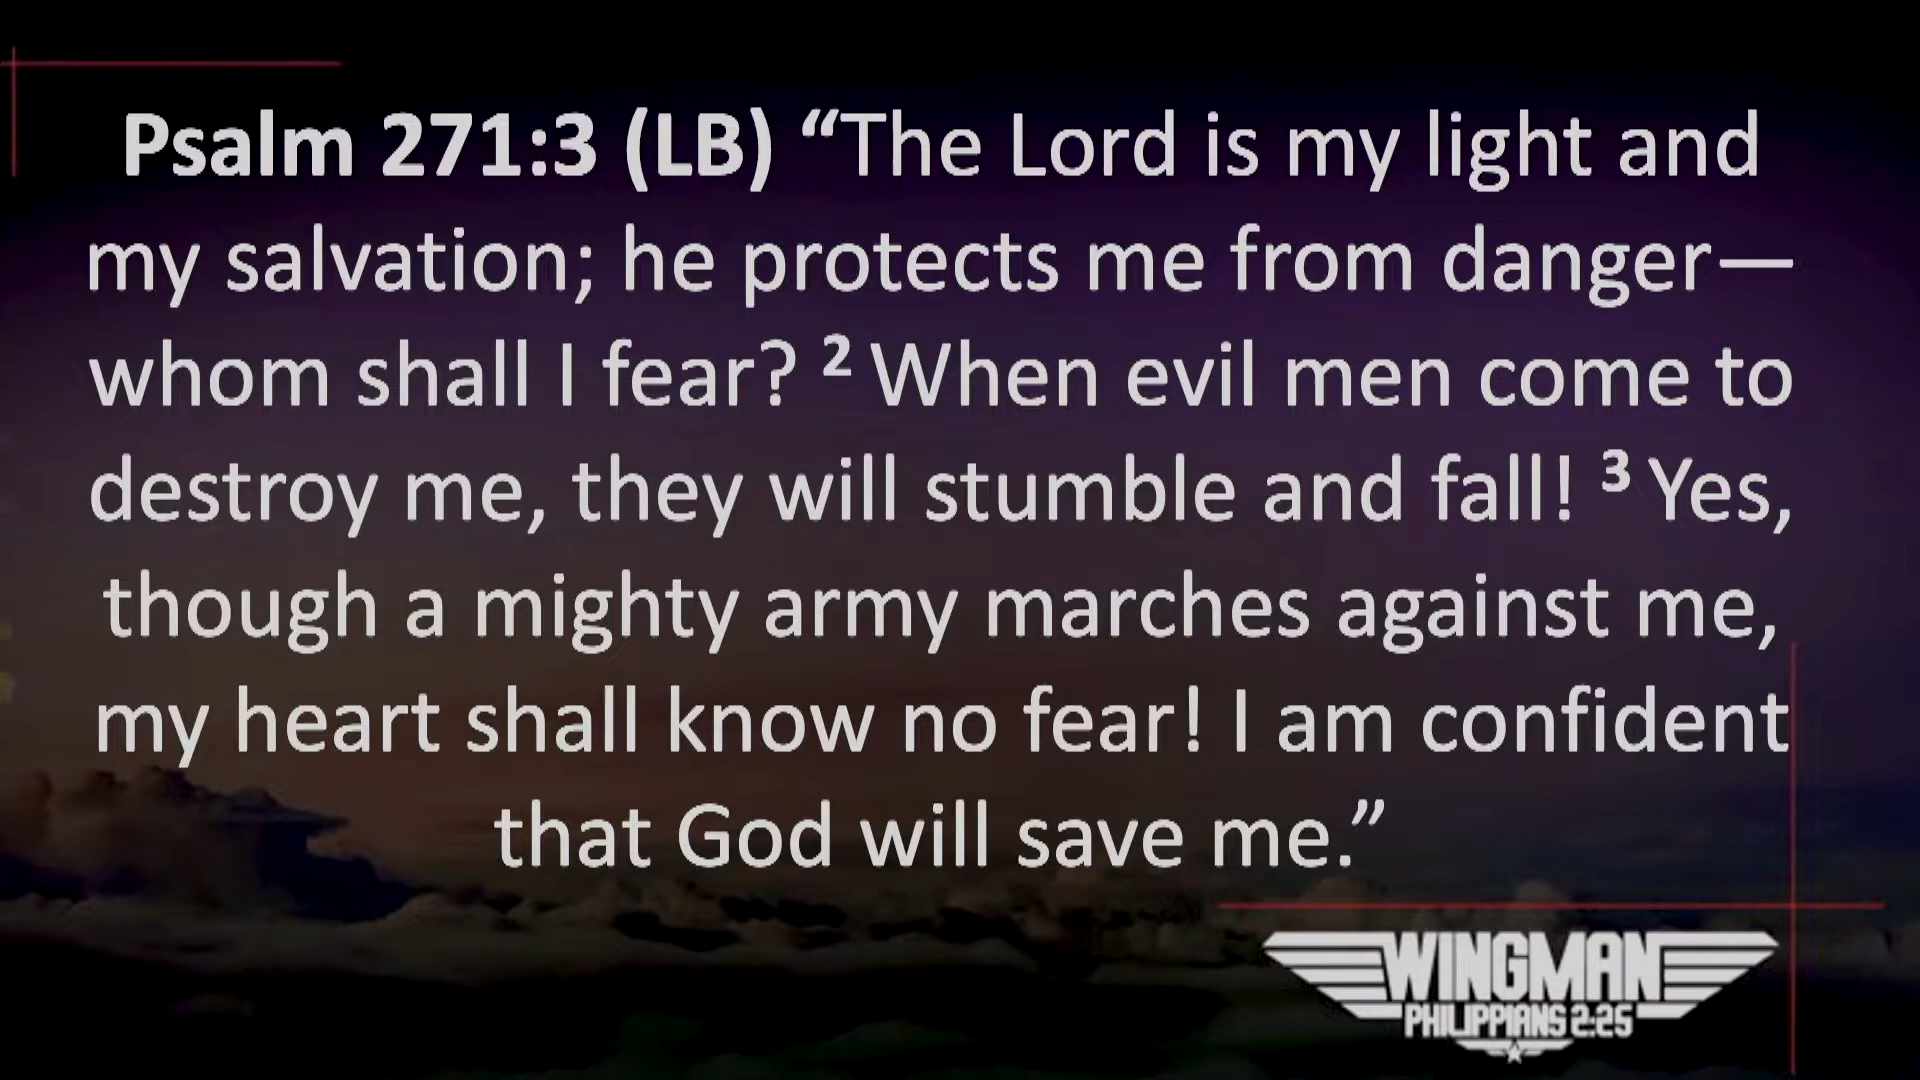 Psalm 271:3 (LB) “The Lord is my light and
my salvation; he protects me from danger—
whom shall I fear? ² When evil men come to
destroy me, they will stumble and fall! ³ Yes,
though a mighty army marches against me,
my heart shall know no fear! I am confident
that God will save me.”
WINGMAN
PHILIPPIANS 2:25